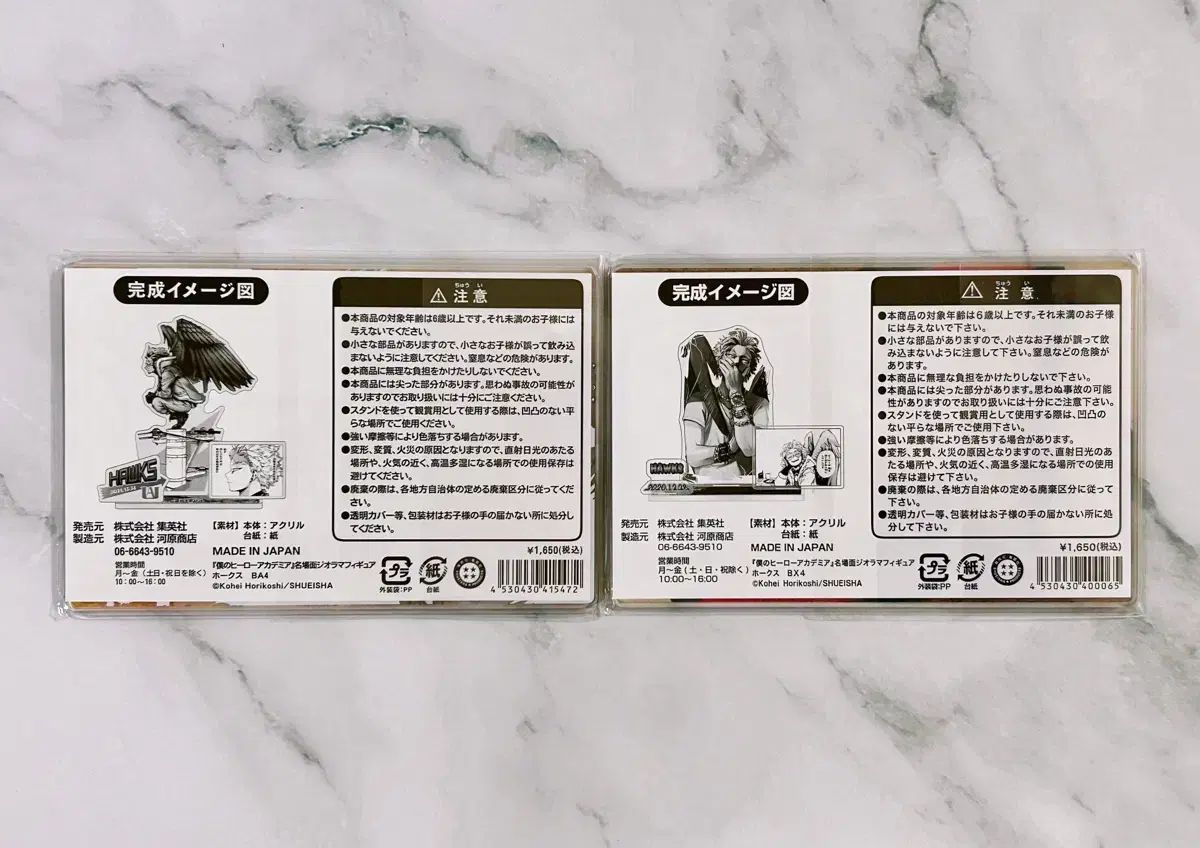 完成イメージ図
HAWKS
ちゅう い
注意
●本商品の対象年齢は6歳以上です。それ未満のお子様には
与えないでください。
●小さな部品がありますので、小さなお子様が誤って飲み込
まないように注意してください。窒息などの危険があります。
●本商品に無理な負担をかけたりしないでください。
●本商品には尖った部分があります。思わぬ事故の可能性が
ありますのでお取り扱いには十分にご注意ください。
●スタンドを使って観賞用として使用する際は、凹凸のない平
らな場所でご使用ください。
●強い摩擦等により色落ちする場合があります。
●変形、変質、火災の原因となりますので、直射日光のあたる
場所や、火気の近く、高温多湿になる場所での使用保存は
避けてください。
●廃棄の際は、各地方自治体の定める廃棄区分に従ってくだ
さい。
●透明カバー等、包装材はお子様の手の届かない所に処分し
てください。
発売元 株式会社 集英社
製造元 株式会社 河原商店
06-6643-9510
営業時間
月〜金(土日・祝日を除く)
10:00〜16:00
【素材】本体:アクリル
台紙:紙
MADE IN JAPAN
¥1,650(税込)
『僕のヒーローアカデミア』名場面ジオラマフィギュア
ホークス BA4
©Kohei Horikoshi/SHUEISHA
プラ
外装袋:PP
紙
台紙
4 530430 415472
完成イメージ図
HAWKS
2020.12.28
ちゅう い
注意
●本商品の対象年齢は6歳以上です。それ未満のお子様
には与えないで下さい。
●小さな部品がありますので、小さなお子様が誤って飲
み込まないように注意して下さい。窒息などの危険が
あります。
●本商品に無理な負担をかけたりしないで下さい。
●本商品には尖った部分があります。思わぬ事故の可能
性がありますのでお取り扱いには十分にご注意下さい。
●スタンドを使って観賞用として使用する際は、凹凸の
ない平らな場所でご使用下さい。
●強い摩擦等により色落ちする場合があります。
●変形、変質、火災の原因となりますので、直射日光のあ
たる場所や、火気の近く、高温多湿になる場所での使用
保存は避けて下さい。
●廃棄の際は、各地方自治体の定める廃棄区分に従って下
さい。
●透明カバー等、包装材はお子様の手の届かない所に処
分して下さい。
発売元 株式会社 集英社
製造元 株式会社 河原商店
06-6643-9510
営業時間
月〜金(土・日・祝除く)
10:00〜16:00
【素材】本体:アクリル
台紙:紙
MADE IN JAPAN
¥1,650(税込)
『僕のヒーローアカデミア』名場面ジオラマフィギュア
ホークス BX4
©Kohei Horikoshi/SHUEISHA
プラ
外装袋:PP
紙
台紙
4 530430 400065